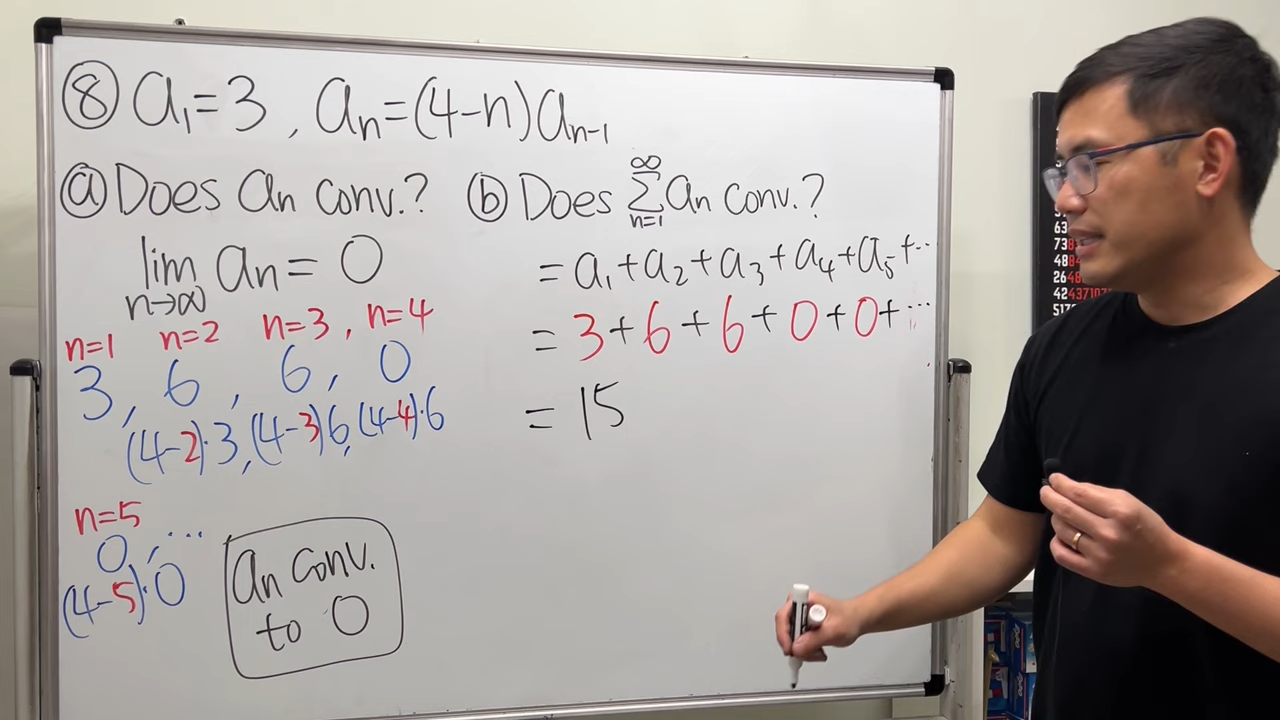 ⑧ a₁=3, aₙ=(4-n)aₙ₋₁
ⓐ Does aₙ conv.?
lim n→∞ aₙ = 0
n=1 n=2 n=3, n=4
3, 6, 6, 0
(4-2)·3, (4-3)6, (4-4)·6
n=5
0, ...
(4-5)·0
aₙ conv.
to 0
ⓑ Does ∞ Σ n=1 aₙ conv.?
= a₁+a₂+a₃+a₄+a₅+...
= 3+6+6+0+0+...
= 15